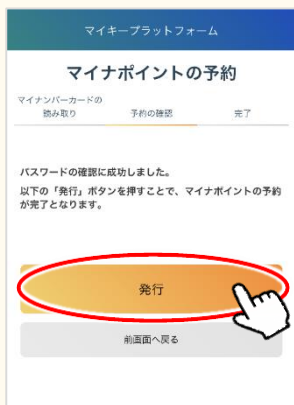 マイキープラットフォーム
マイナポイントの予約
マイナンバーカードの
読み取り
予約の確認
完了
パスワードの確認に成功しました。
以下の「発行」ボタンを押すことで、マイナポイントの予約
が完了となります。
発行
前画面へ戻る